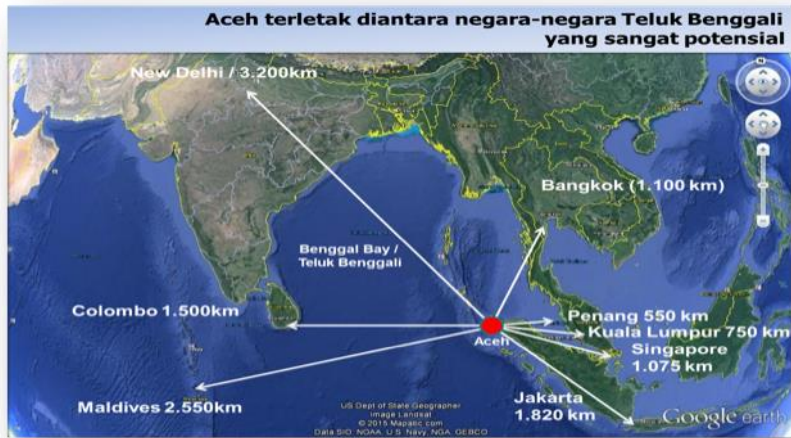 Aceh terletak diantara negara-negara Teluk Benggali
yang sangat potensial
New Delhi / 3.200km
Bangkok (1.100 km)
Benggal Bay /
Teluk Benggali
Colombo 1.500km
Penang 550 km
Kuala Lumpur 750 km
Aceh
Singapore
1.075 km
Maldives 2.550km
Jakarta
1.820 km
US Dept of State Geographer
Image Landsat
© 2015 Mapabc.com
Data SIO, NOAA, U.S. Navy, NGA, GEBCO
Google earth